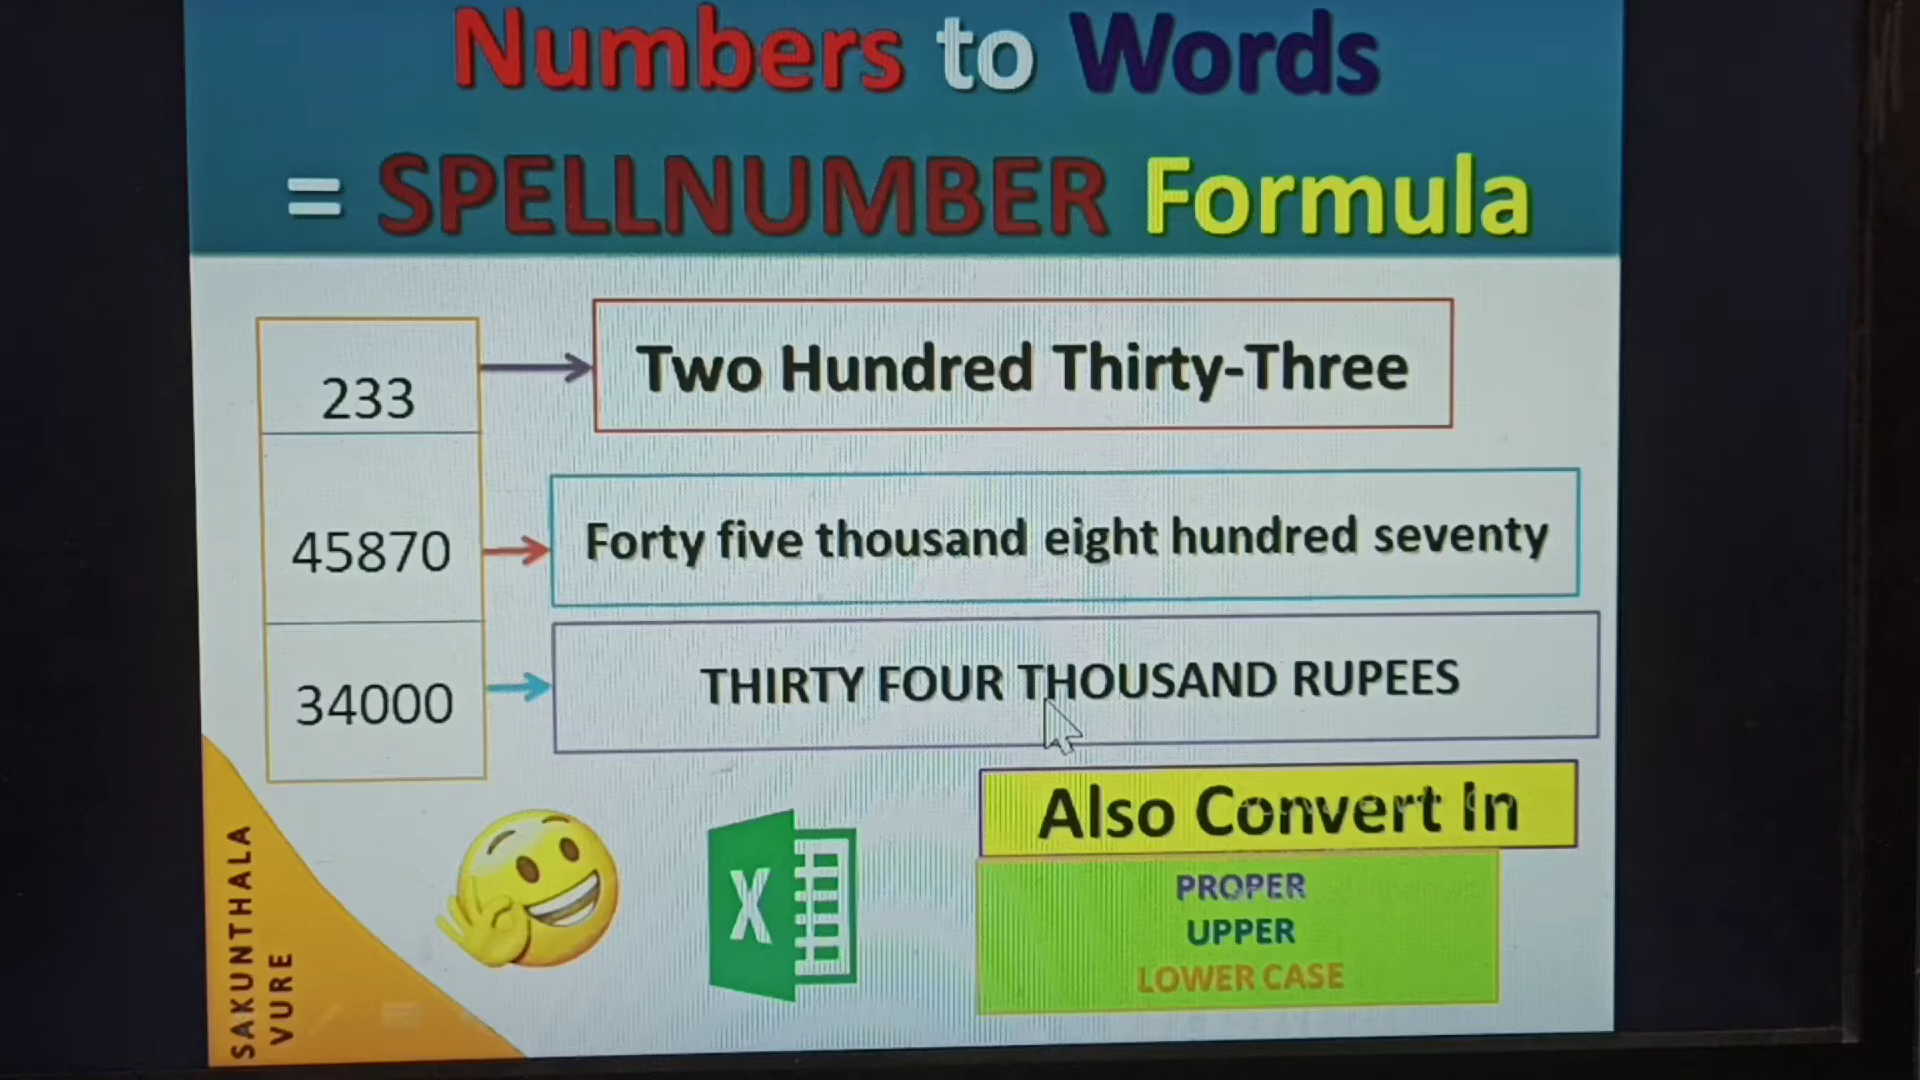 Numbers to Words
= SPELLNUMBER Formula
233
Two Hundred Thirty-Three
45870
Forty five thousand eight hundred seventy
34000
THIRTY FOUR THOUSAND RUPEES
Also Convert In
PROPER
UPPER
LOWER CASE
X
SAKUNTHALA
VURE